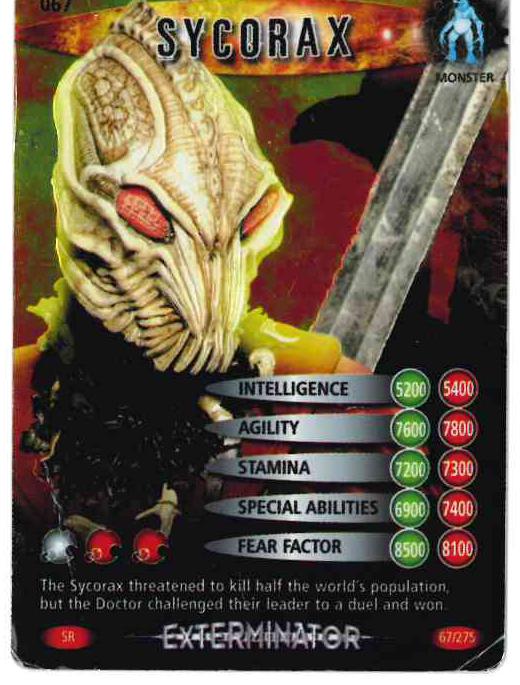 067
SYCORAX
MONSTER
INTELLIGENCE 5200 5400
AGILITY 7600 7800
STAMINA 7200 7300
SPECIAL ABILITIES 6900 7400
FEAR FACTOR 8500 8100
The Sycorax threatened to kill half the world's population,
but the Doctor challenged their leader to a duel and won.
SR EXTERMINATOR 67/275